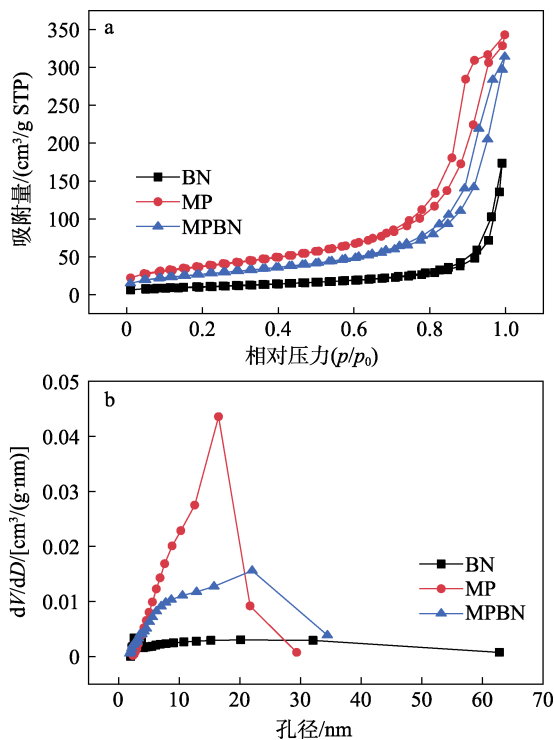 a
350
300
250
200
150
100
50
0
吸附量/(cm³/g STP)
BN
MP
MPBN
0
0.2
0.4
0.6
0.8
1.0
相对压力(p/p₀)
b
0.05
0.04
0.03
0.02
0.01
0
dV/dD/[cm³/(g·nm)]
BN
MP
MPBN
0
10
20
30
40
50
60
70
孔径/nm